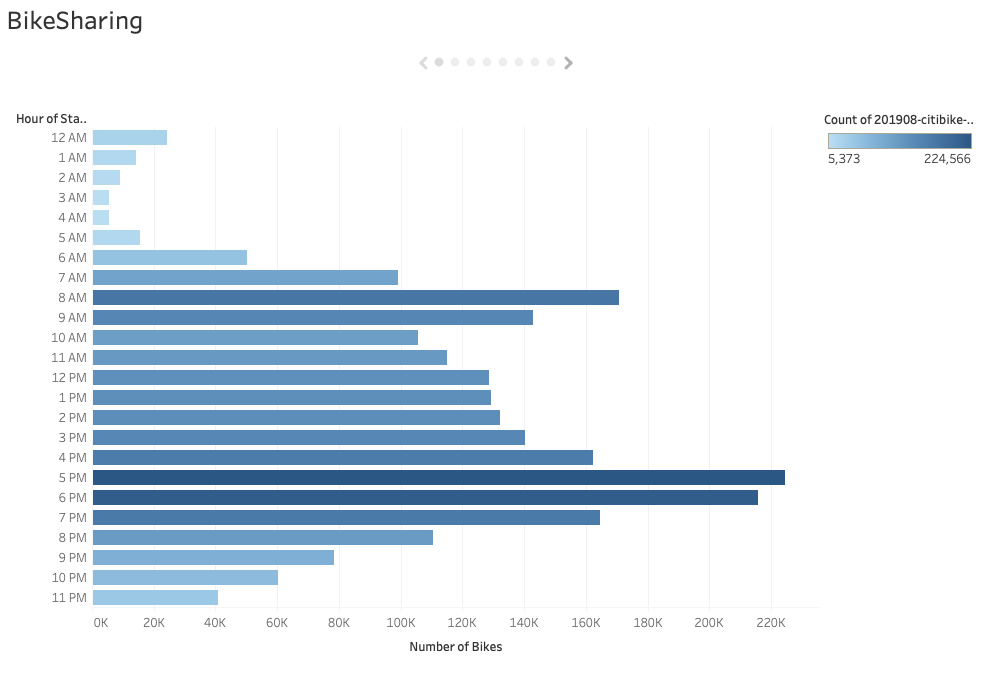 BikeSharing
Hour of Sta..
Count of 201908-citibike-..
5,373 224,566
12 AM
1 AM
2 AM
3 AM
4 AM
5 AM
6 AM
7 AM
8 AM
9 AM
10 AM
11 AM
12 PM
1 PM
2 PM
3 PM
4 PM
5 PM
6 PM
7 PM
8 PM
9 PM
10 PM
11 PM
0K 20K 40K 60K 80K 100K 120K 140K 160K 180K 200K 220K
Number of Bikes